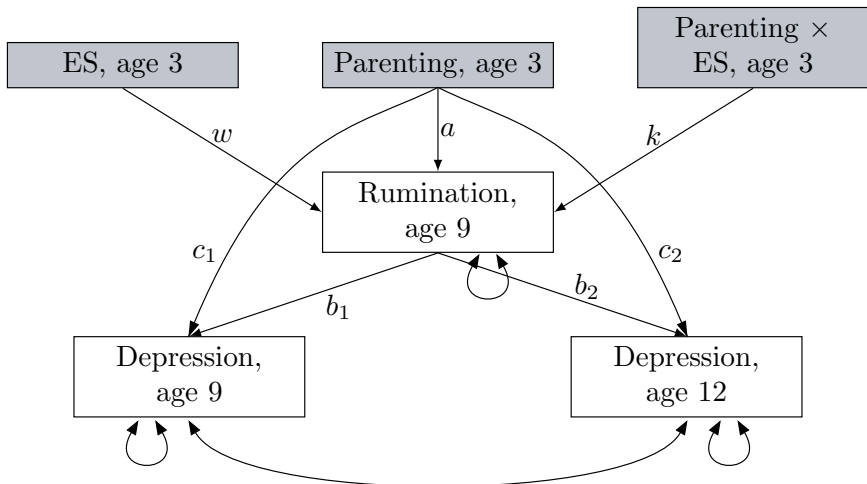 ES, age 3
Parenting, age 3
Parenting ×
ES, age 3
w
a
k
Rumination,
age 9
c₁
c₂
b₁
b₂
Depression,
age 9
Depression,
age 12